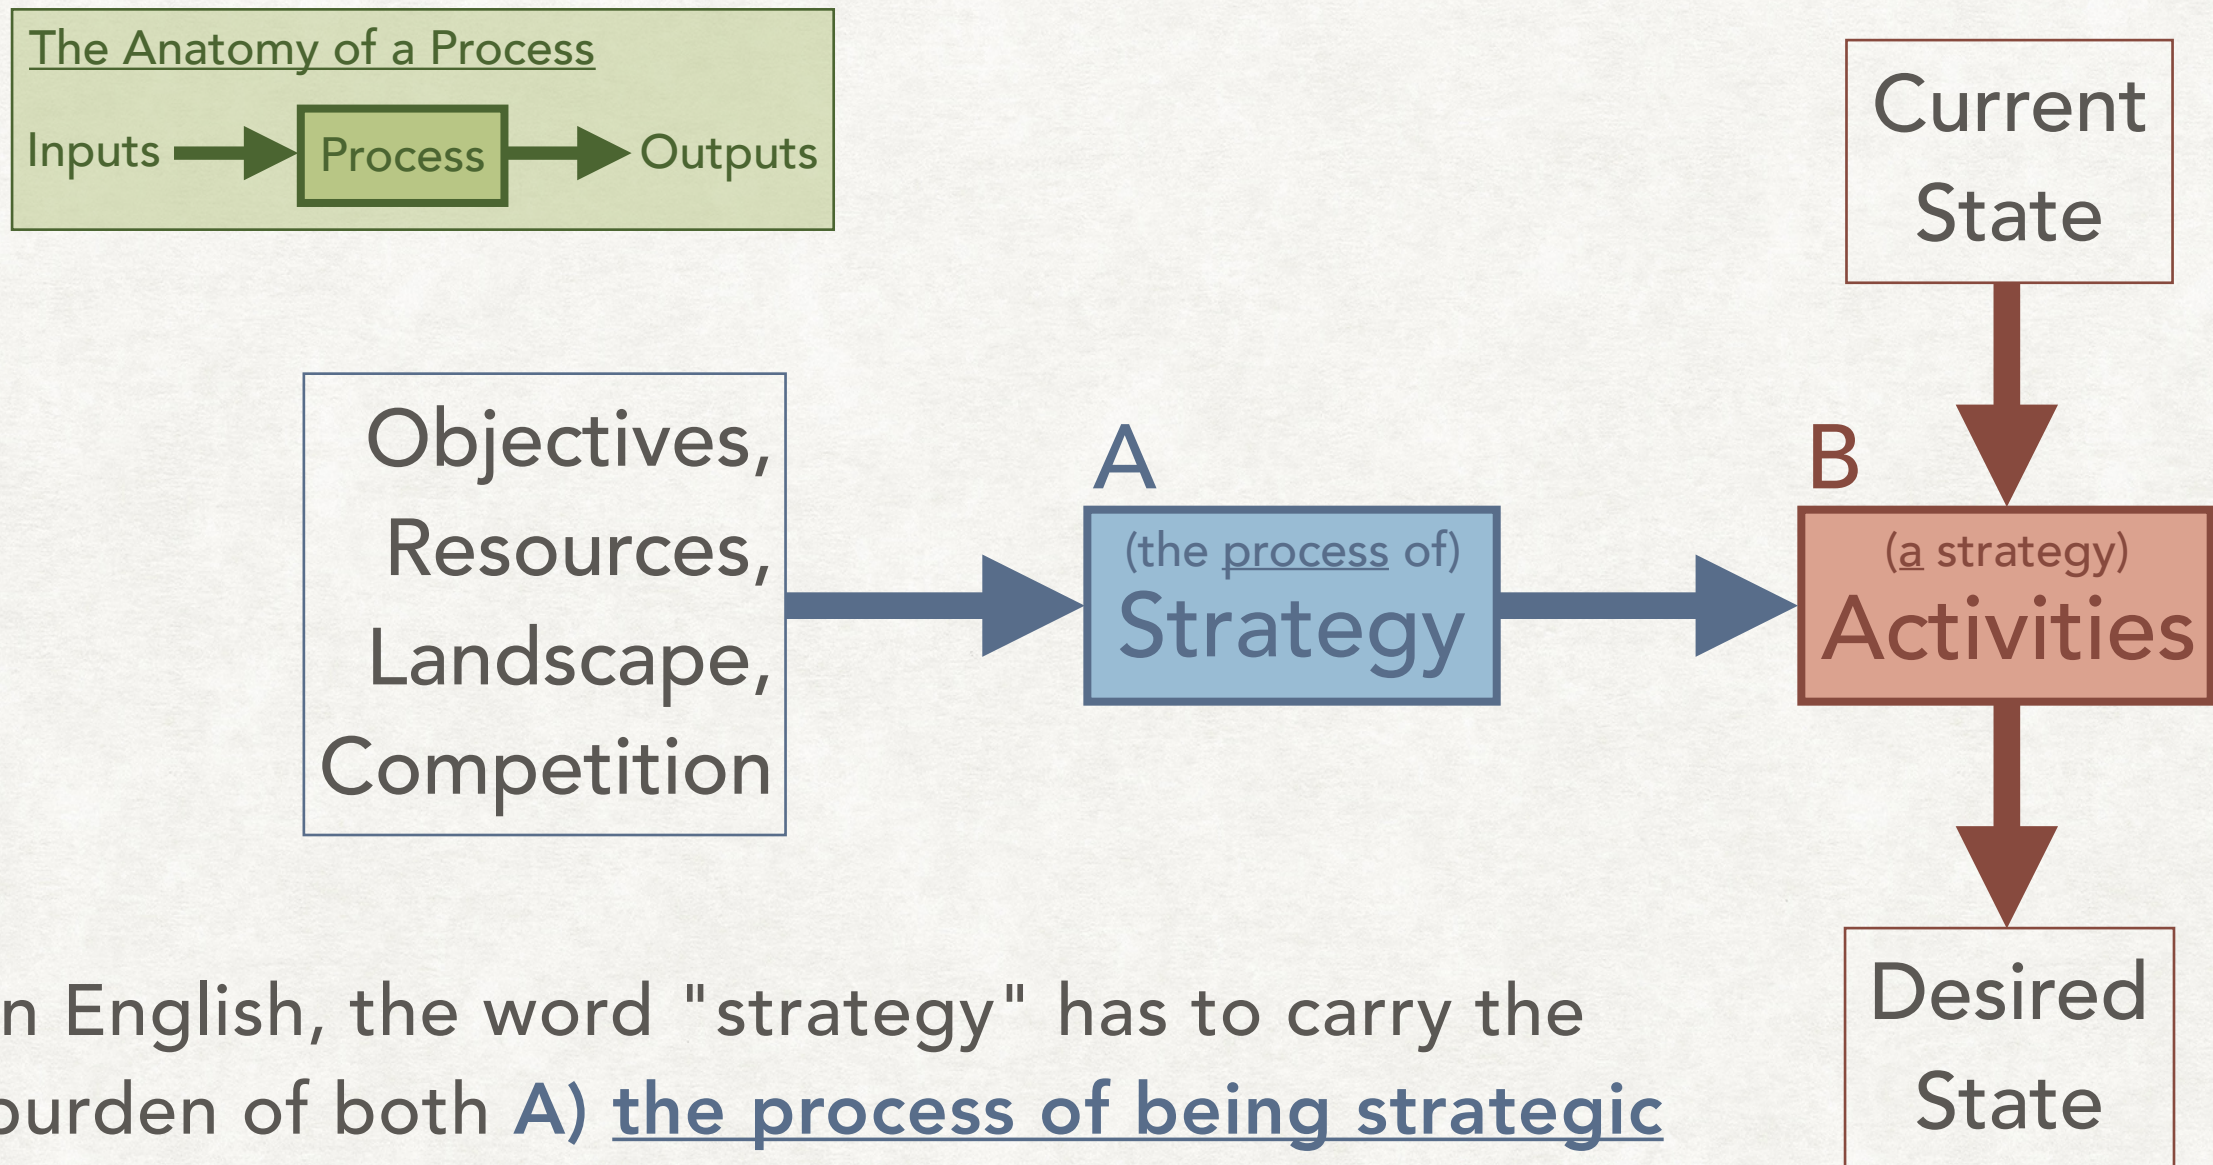 The Anatomy of a Process
Inputs Process Outputs
Current
State
Objectives,
Resources,
Landscape,
Competition
A
(the process of)
Strategy
B
(a strategy)
Activities
Desired
State
n English, the word "strategy" has to carry the
burden of both A) the process of being strategic